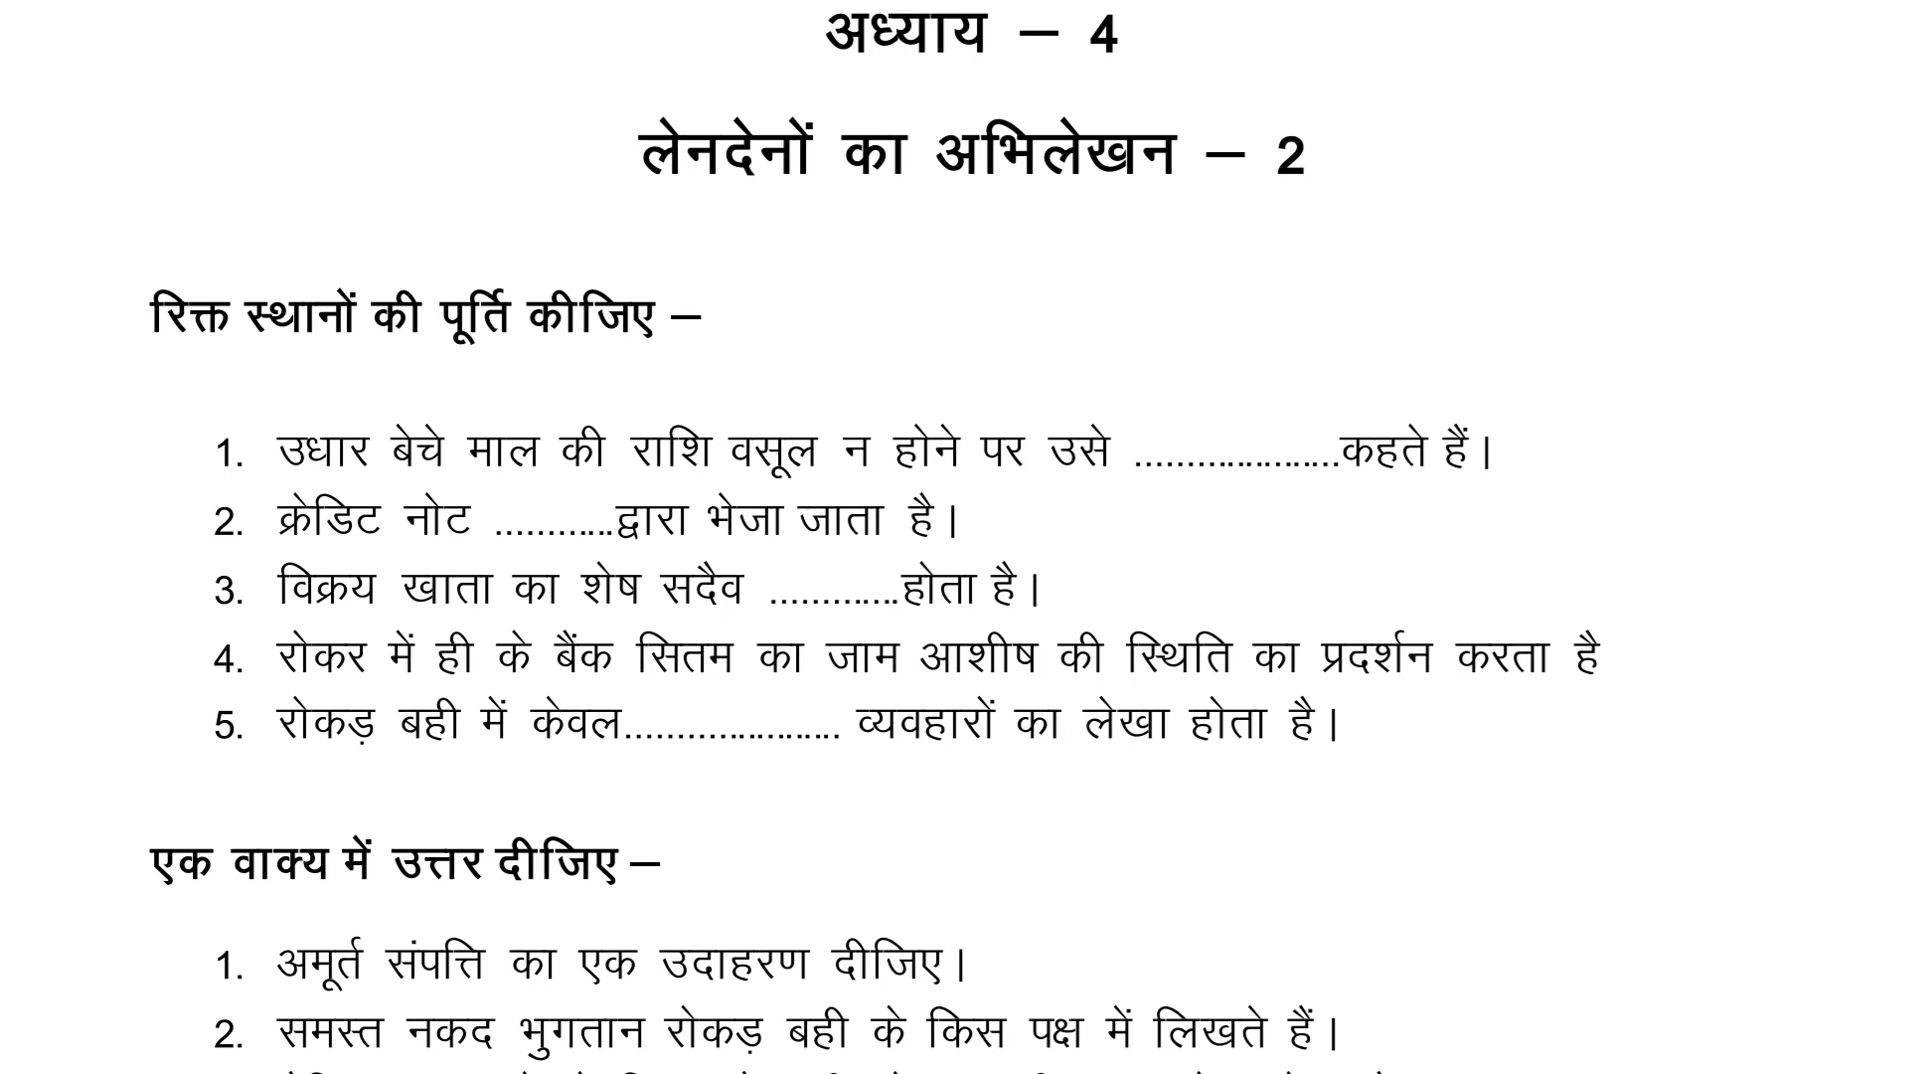 अध्याय – 4
लेनदेनों का अभिलेखन – 2
रिक्त स्थानों की पूर्ति कीजिए –
1. उधार बेचे माल की राशि वसूल न होने पर उसे ....................कहते हैं।
2. क्रेडिट नोट ............द्वारा भेजा जाता है।
3. विक्रय खाता का शेष सदैव .............होता है।
4. रोकर में ही के बैंक सितम का जाम आशीष की स्थिति का प्रदर्शन करता है
5. रोकड़ बही में केवल..................... व्यवहारों का लेखा होता है।
एक वाक्य में उत्तर दीजिए –
1. अमूर्त संपत्ति का एक उदाहरण दीजिए।
2. समस्त नकद भुगतान रोकड़ बही के किस पक्ष में लिखते हैं।